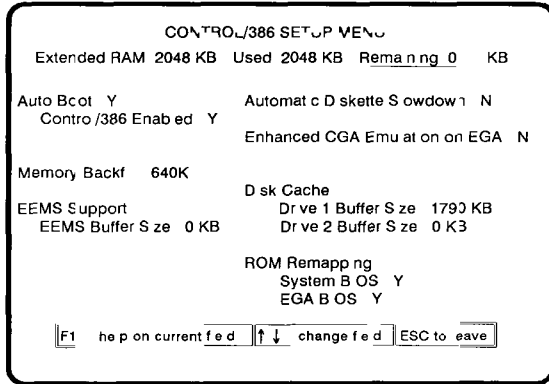 CONTROL/386 SETUP MENU
Extended RAM 2048 KB Used 2048 KB Remaining 0 KB
Auto Boot Y
Control/386 Enabled Y
Automatic Diskette Slowdown N
Enhanced CGA Emulation on EGA N
Memory Backfill 640K
EEMS Support
EEMS Buffer Size 0 KB
Disk Cache
Drive 1 Buffer Size 1790 KB
Drive 2 Buffer Size 0 KB
ROM Remapping
System BIOS Y
EGA BIOS Y
F1 help on current field ↑ ↓ change field ESC to leave